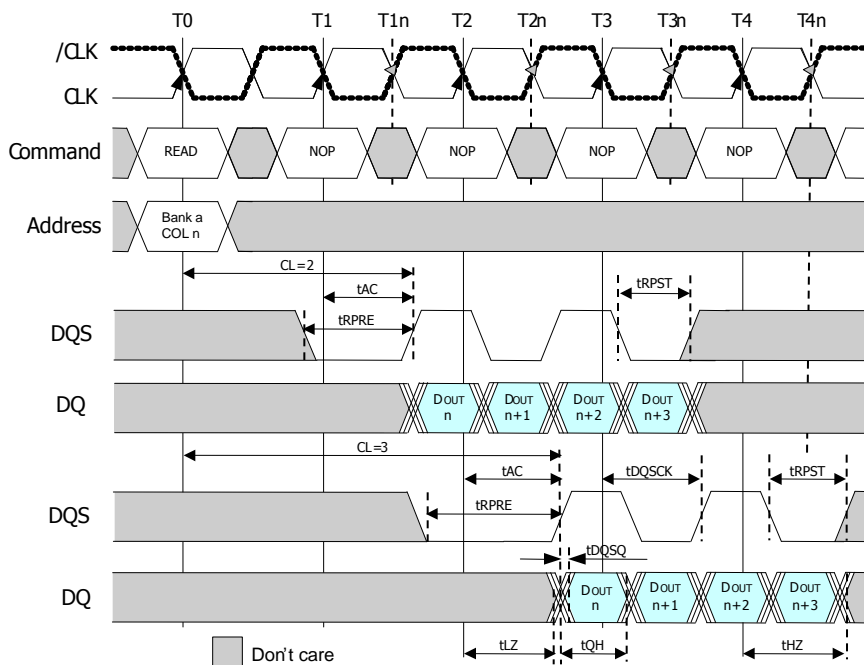 T0 T1 T1n T2 T2n T3 T3n T4 T4n
/CLK
CLK
Command READ NOP NOP NOP NOP
Address Bank a
COL n
CL=2
tAC
tRPRE
tRPST
DQS
DQ DOUT n DOUT n+1 DOUT n+2 DOUT n+3
CL=3
tAC
tDQSCK
tRPST
tRPRE
DQS
tDQSQ
DQ DOUT n DOUT n+1 DOUT n+2 DOUT n+3
tLZ tQH tHZ
Don't care